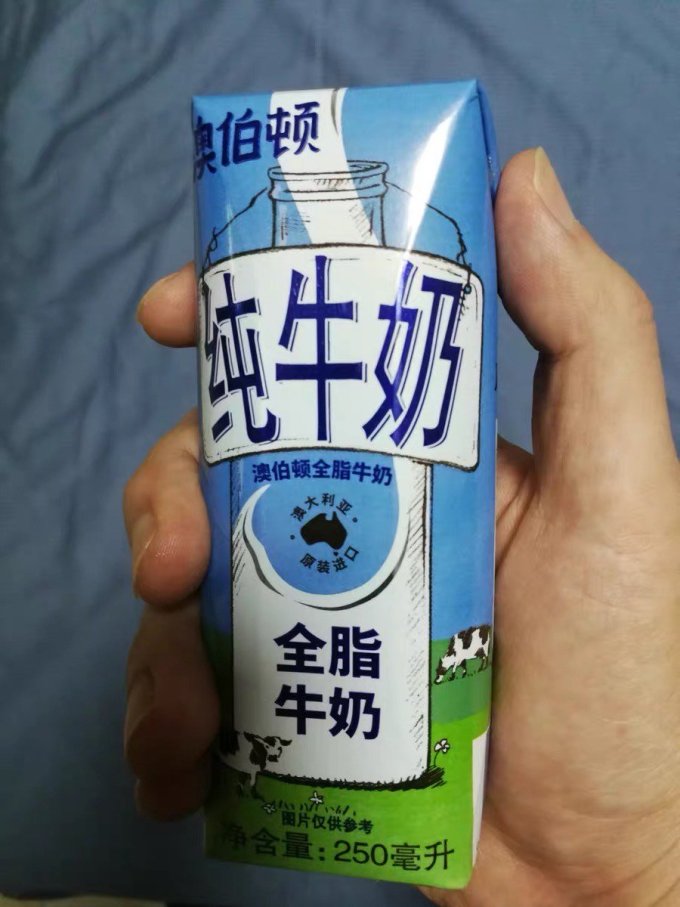 澳伯顿
纯牛奶
澳伯顿全脂牛奶
澳大利亚
原装进口
全脂
牛奶
图片仅供参考
净含量:250毫升